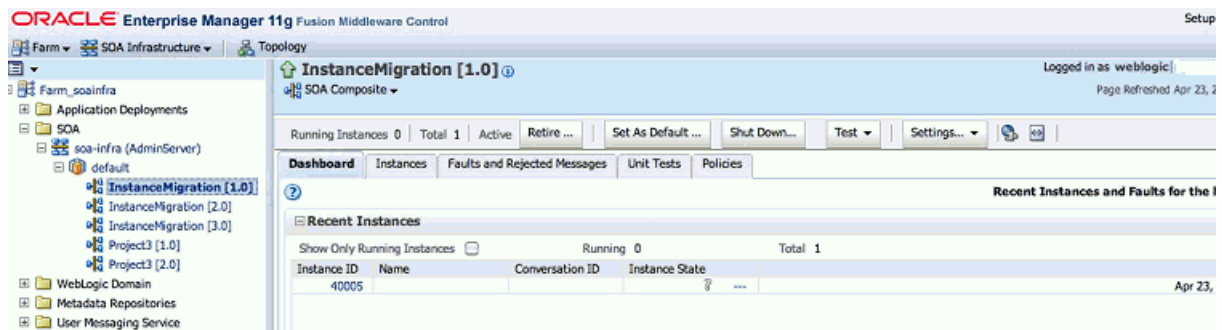 ORACLE Enterprise Manager 11g Fusion Middleware Control
Setup
Farm SOA Infrastructure Topology
Farm_soainfra
Application Deployments
SOA
soa-infra (AdminServer)
default
InstanceMigration [1.0]
InstanceMigration [2.0]
InstanceMigration [3.0]
Project3 [1.0]
Project3 [2.0]
WebLogic Domain
Metadata Repositories
User Messaging Service
InstanceMigration [1.0]
Logged in as weblogic
SOA Composite
Page Refreshed Apr 23, 2
Running Instances 0 Total 1 Active Retire ... Set As Default ... Shut Down... Test Settings...
Dashboard Instances Faults and Rejected Messages Unit Tests Policies
Recent Instances and Faults for the
Recent Instances
Show Only Running Instances Running 0 Total 1
Instance ID Name Conversation ID Instance State
40005 ? --- Apr 23,